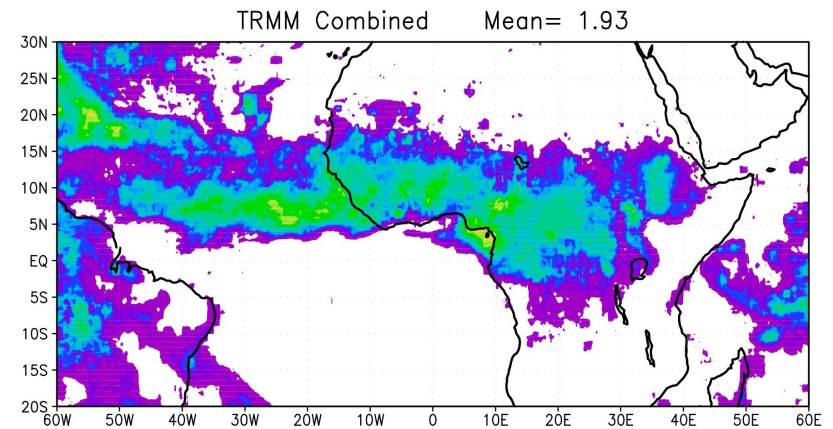 TRMM Combined Mean= 1.93
30N
25N
20N
15N
10N
5N
EQ
5S
10S
15S
20S
60W 50W 40W 30W 20W 10W 0 10E 20E 30E 40E 50E 60E